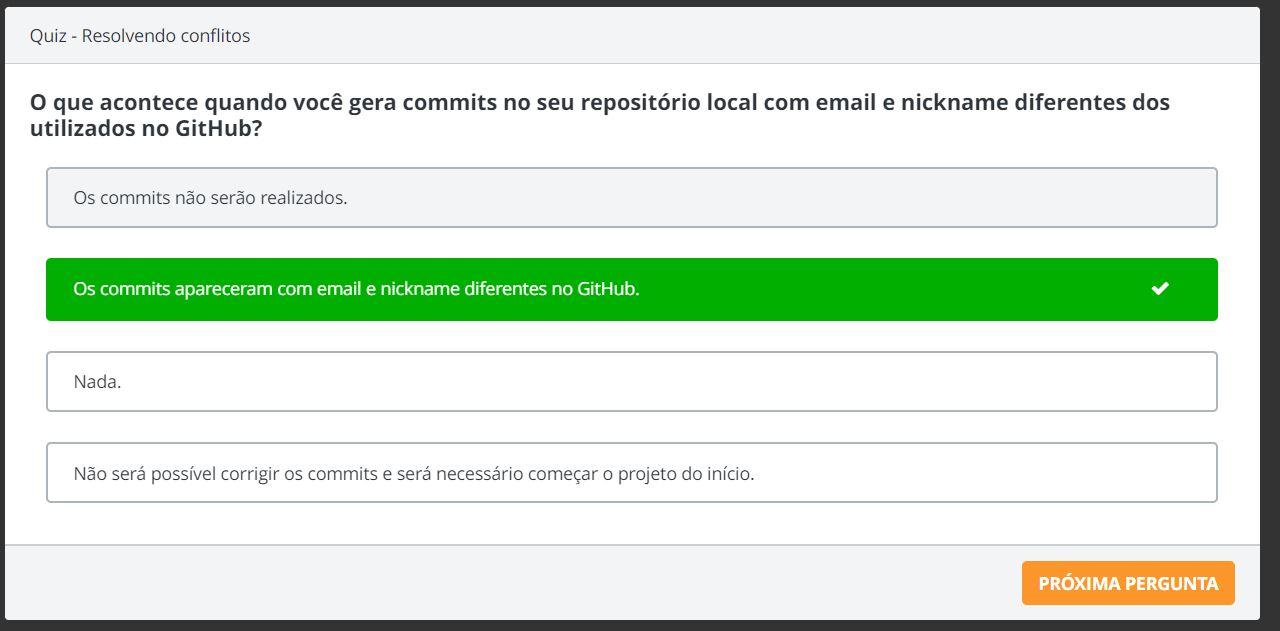 Quiz - Resolvendo conflitos
O que acontece quando você gera commits no seu repositório local com email e nickname diferentes dos
utilizados no GitHub?
Os commits não serão realizados.
Os commits apareceram com email e nickname diferentes no GitHub.
Nada.
Não será possível corrigir os commits e será necessário começar o projeto do início.
PRÓXIMA PERGUNTA